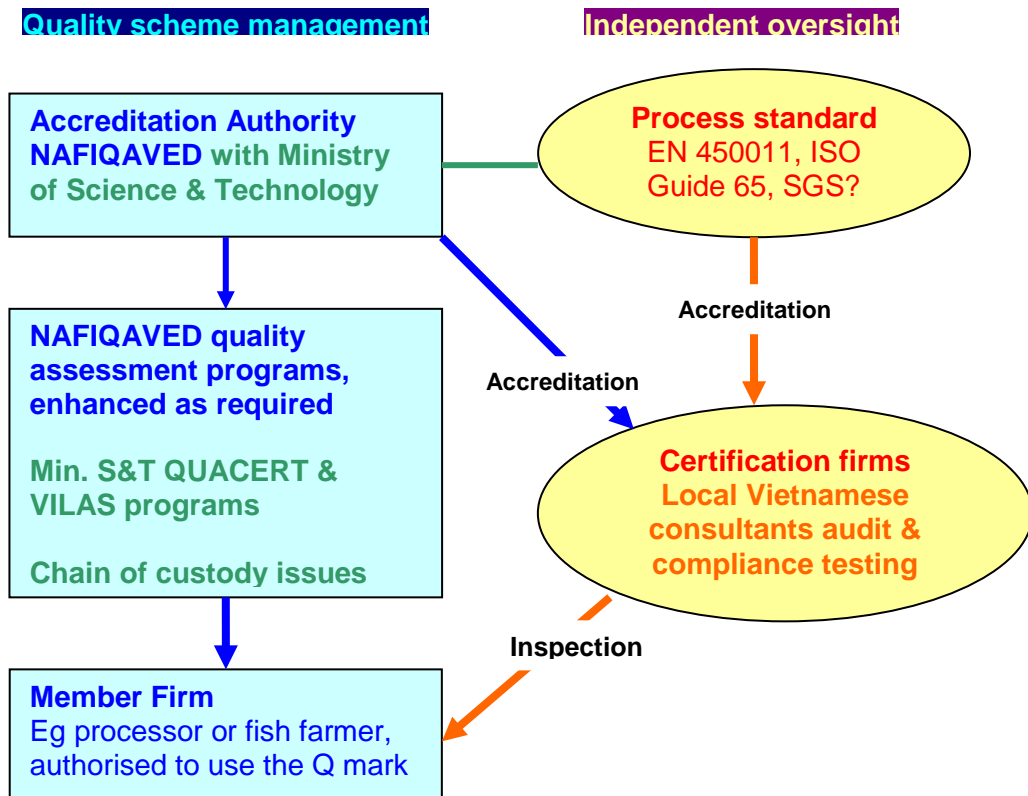 Quality scheme management
Independent oversight
Accreditation Authority
NAFIQAVED with Ministry
of Science & Technology
Process standard
EN 450011, ISO
Guide 65, SGS?
Accreditation
Accreditation
NAFIQAVED quality
assessment programs,
enhanced as required
Min. S&T QUACERT &
VILAS programs
Chain of custody issues
Certification firms
Local Vietnamese
consultants audit &
compliance testing
Inspection
Member Firm
Eg processor or fish farmer,
authorised to use the Q mark